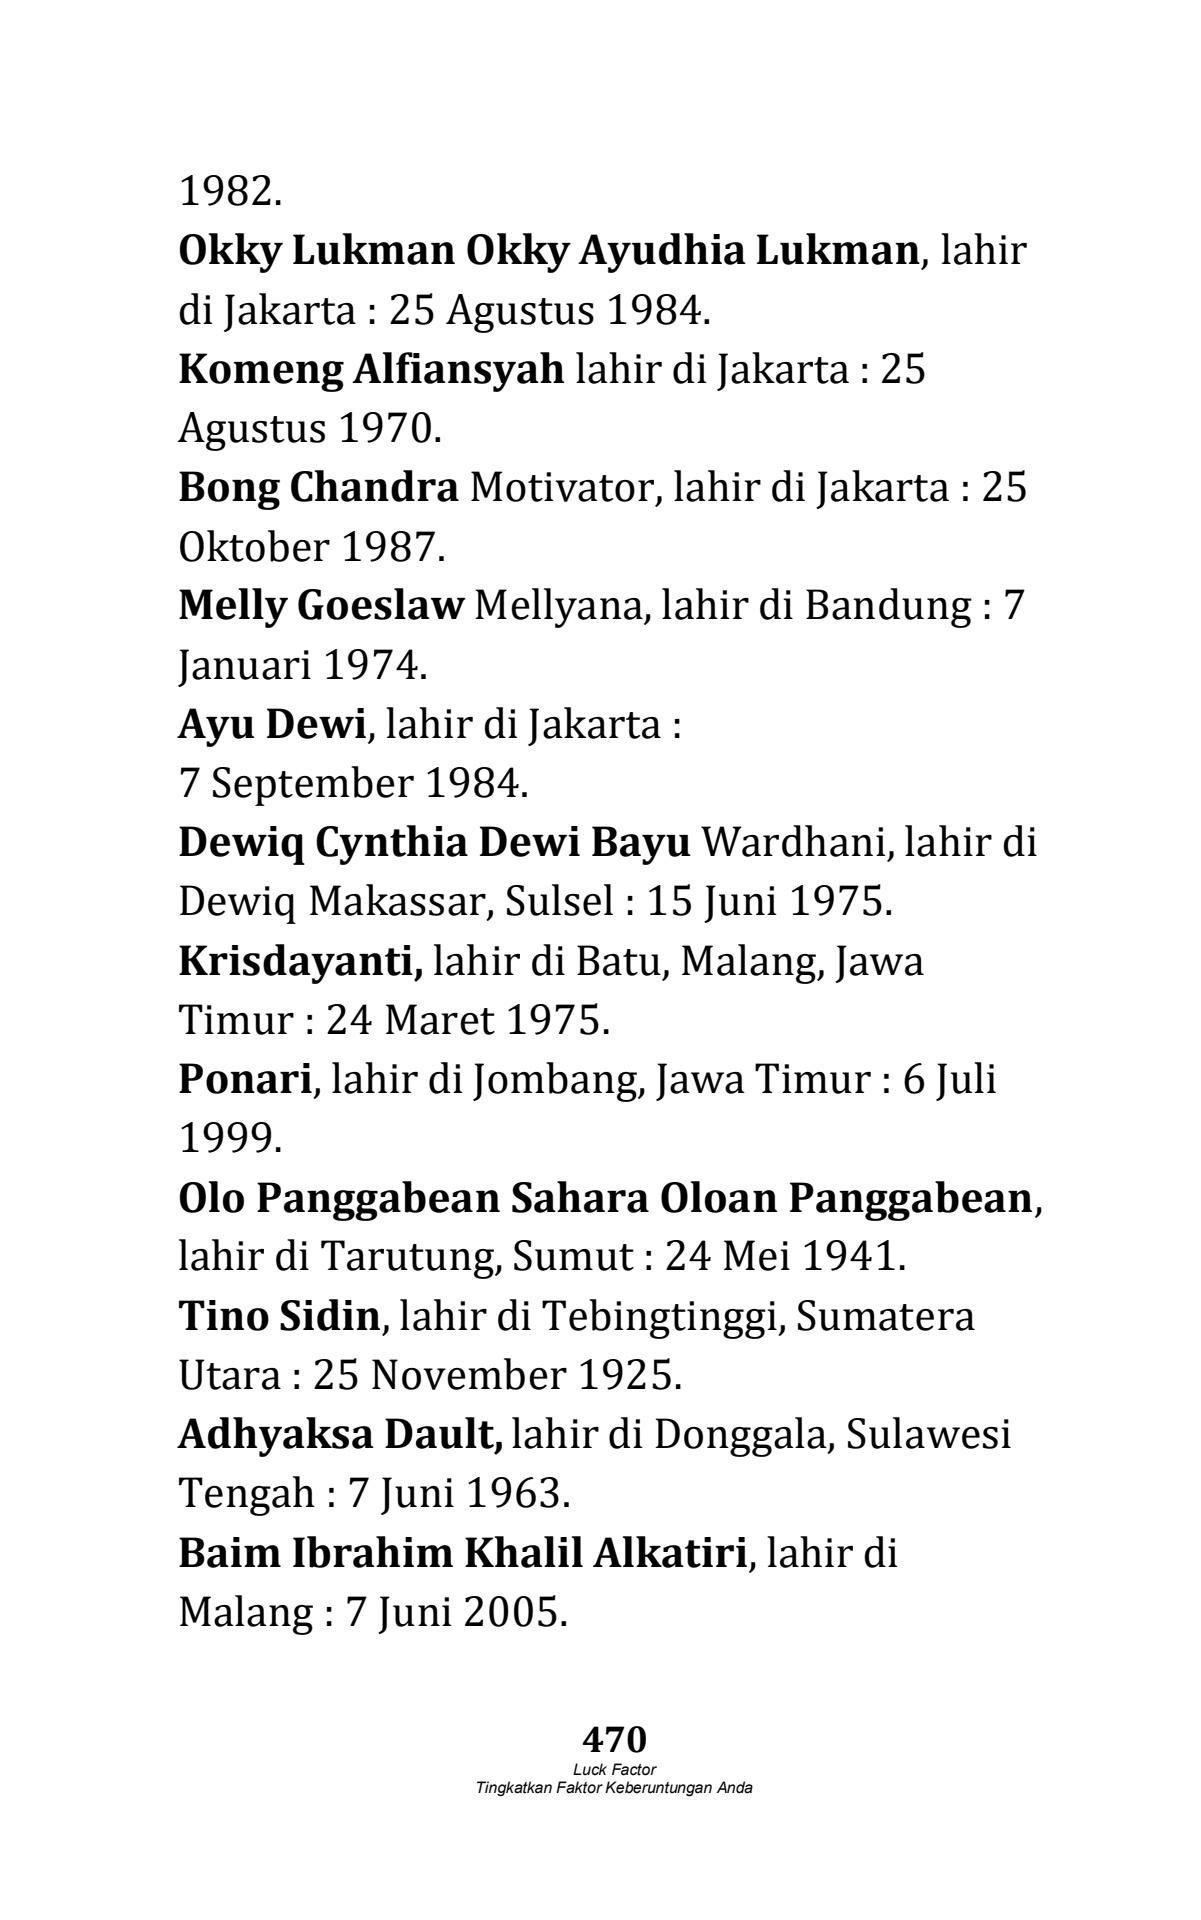 1982.
Okky Lukman Okky Ayudhia Lukman, lahir
di Jakarta : 25 Agustus 1984.
Komeng Alfiansyah lahir di Jakarta : 25
Agustus 1970.
Bong Chandra Motivator, lahir di Jakarta : 25
Oktober 1987.
Melly Goeslaw Mellyana, lahir di Bandung : 7
Januari 1974.
Ayu Dewi, lahir di Jakarta :
7 September 1984.
Dewiq Cynthia Dewi Bayu Wardhani, lahir di
Dewiq Makassar, Sulsel : 15 Juni 1975.
Krisdayanti, lahir di Batu, Malang, Jawa
Timur : 24 Maret 1975.
Ponari, lahir di Jombang, Jawa Timur : 6 Juli
1999.
Olo Panggabean Sahara Oloan Panggabean,
lahir di Tarutung, Sumut : 24 Mei 1941.
Tino Sidin, lahir di Tebingtinggi, Sumatera
Utara : 25 November 1925.
Adhyaksa Dault, lahir di Donggala, Sulawesi
Tengah : 7 Juni 1963.
Baim Ibrahim Khalil Alkatiri, lahir di
Malang : 7 Juni 2005.
470
Luck Factor
Tingkatkan Faktor Keberuntungan Anda